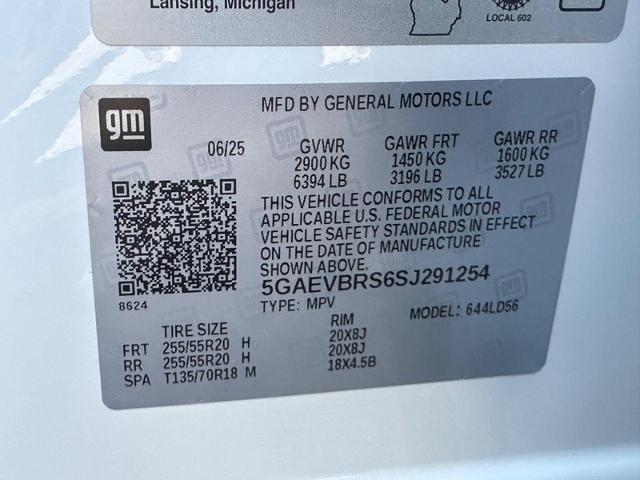 Lansing, Michigan
LOCAL 602
gm
MFD BY GENERAL MOTORS LLC
06/25 GVWR GAWR FRT GAWR RR
2900 KG 1450 KG 1600 KG
6394 LB 3196 LB 3527 LB
THIS VEHICLE CONFORMS TO ALL
APPLICABLE U.S. FEDERAL MOTOR
VEHICLE SAFETY STANDARDS IN EFFECT
ON THE DATE OF MANUFACTURE
SHOWN ABOVE.
5GAEVBRS6SJ291254
8624
TYPE: MPV MODEL: 644LD56
TIRE SIZE RIM
FRT 255/55R20 H 20X8J
RR 255/55R20 H 20X8J
SPA T135/70R18 M 18X4.5B